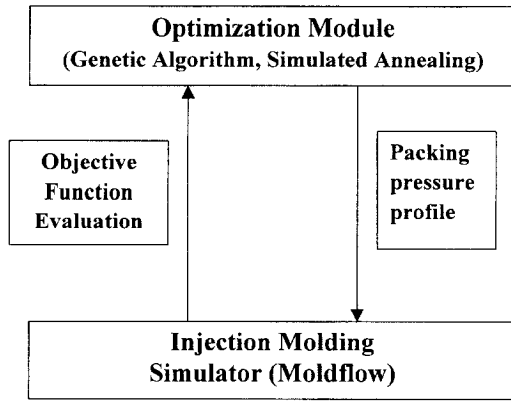 Optimization Module
(Genetic Algorithm, Simulated Annealing)
Objective
Function
Evaluation
Packing
pressure
profile
Injection Molding
Simulator (Moldflow)